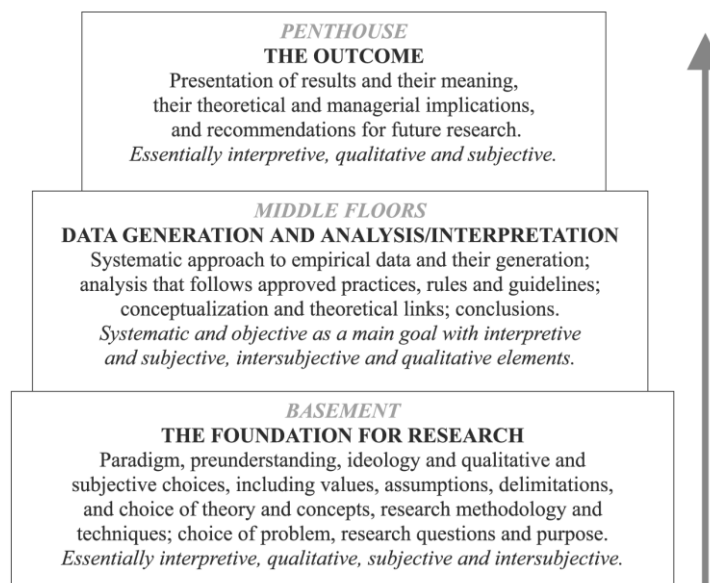 PENTHOUSE
THE OUTCOME
Presentation of results and their meaning,
their theoretical and managerial implications,
and recommendations for future research.
Essentially interpretive, qualitative and subjective.
MIDDLE FLOORS
DATA GENERATION AND ANALYSIS/INTERPRETATION
Systematic approach to empirical data and their generation;
analysis that follows approved practices, rules and guidelines;
conceptualization and theoretical links; conclusions.
Systematic and objective as a main goal with interpretive
and subjective, intersubjective and qualitative elements.
BASEMENT
THE FOUNDATION FOR RESEARCH
Paradigm, preunderstanding, ideology and qualitative and
subjective choices, including values, assumptions, delimitations,
and choice of theory and concepts, research methodology and
techniques; choice of problem, research questions and purpose.
Essentially interpretive, qualitative, subjective and intersubjective.